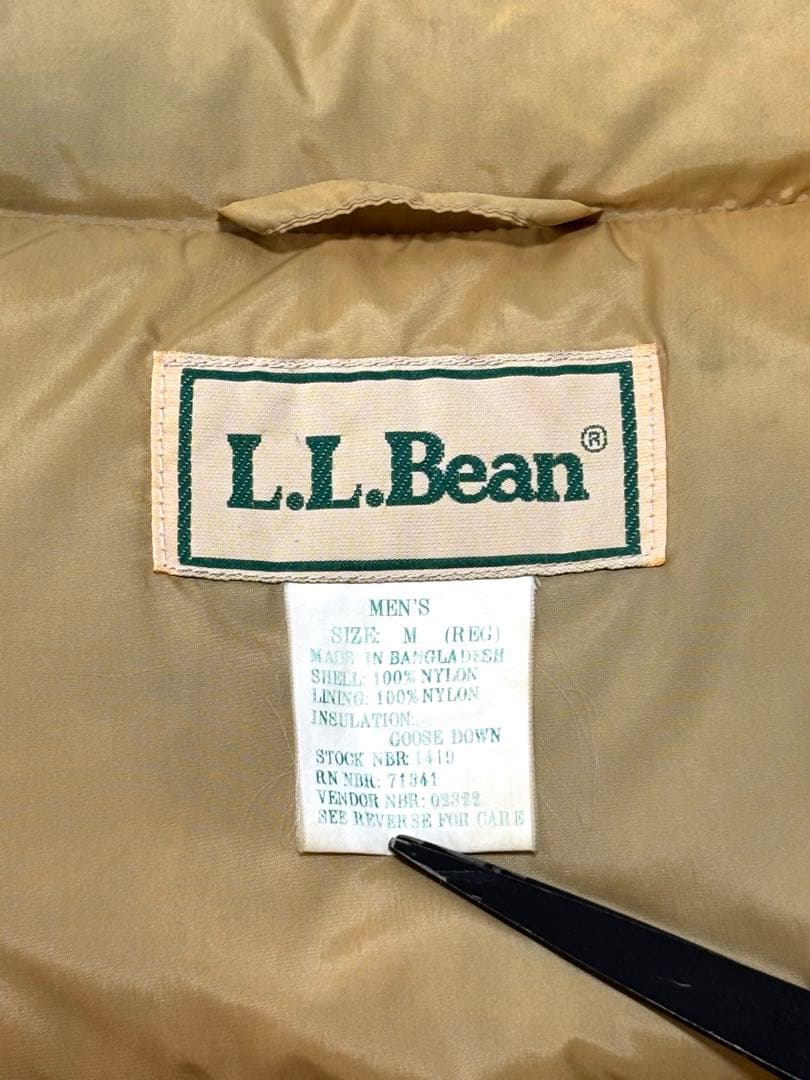 L.L.Bean®
MEN'S
SIZE: M (REG)
MADE IN BANGLADESH
SHELL: 100% NYLON
LINING: 100% NYLON
INSULATION:
GOOSE DOWN
STOCK NBR: 1419
RN NBR: 71341
VENDOR NBR: 02322
SEE REVERSE FOR CARE